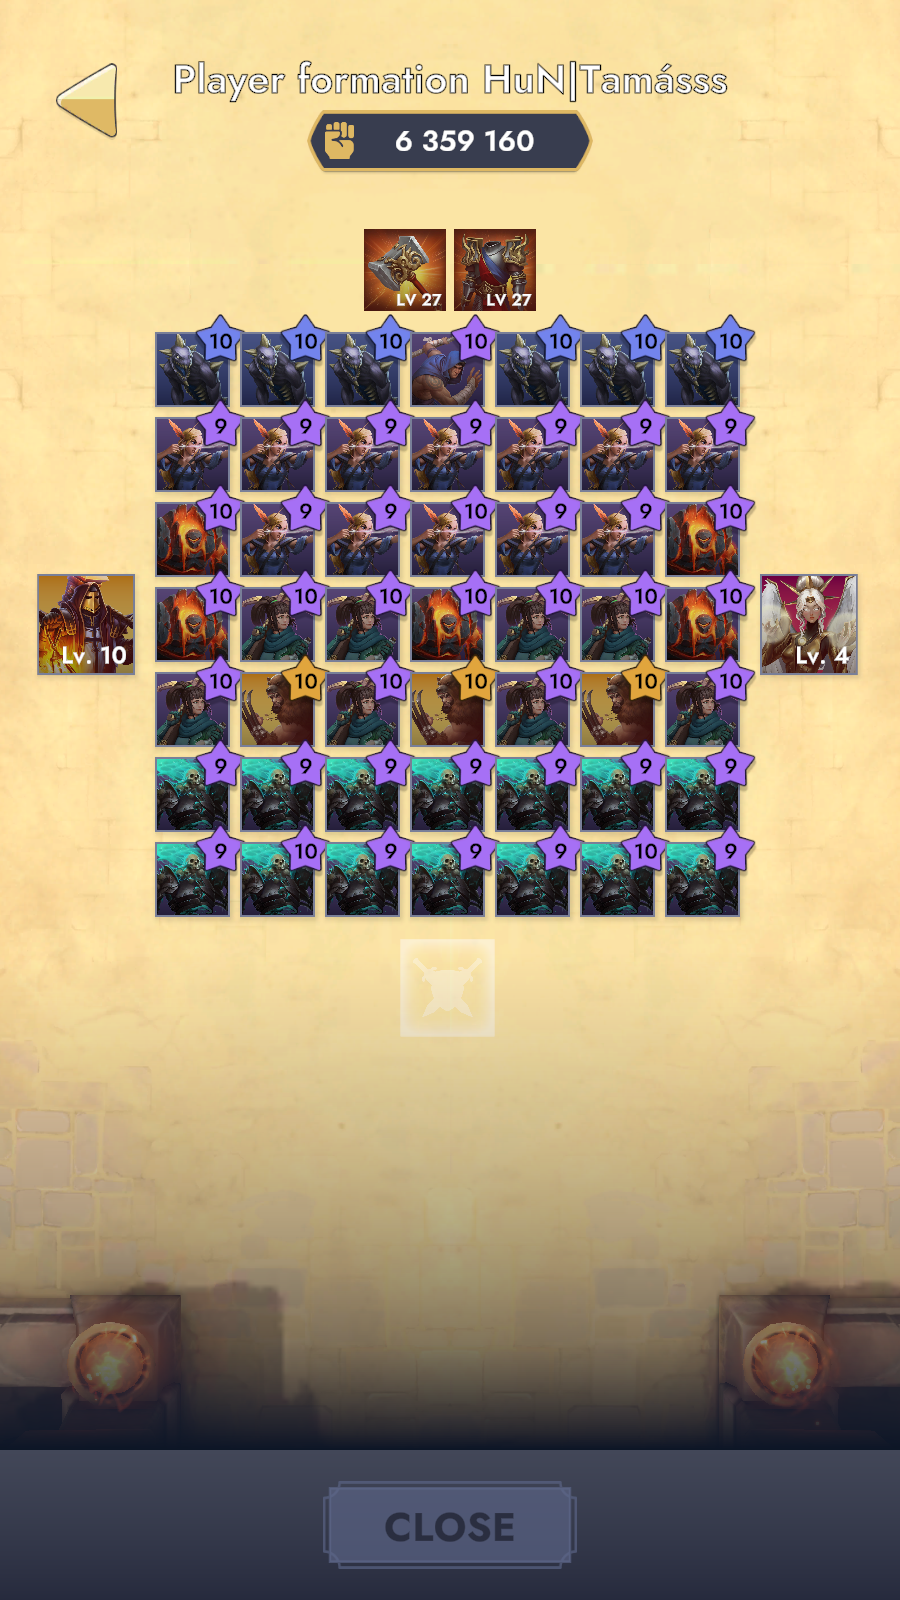 Player formation HuN|Tamásss
6 359 160
LV 27 LV 27
10 10 10 10 10 10 10
9 9 9 9 9 9 9
10 9 9 10 9 9 10
10 10 10 10 10 10 10
Lv. 10 Lv. 4
10 10 10 10 10 10 10
9 9 9 9 9 9 9
9 10 9 9 9 10 9
CLOSE